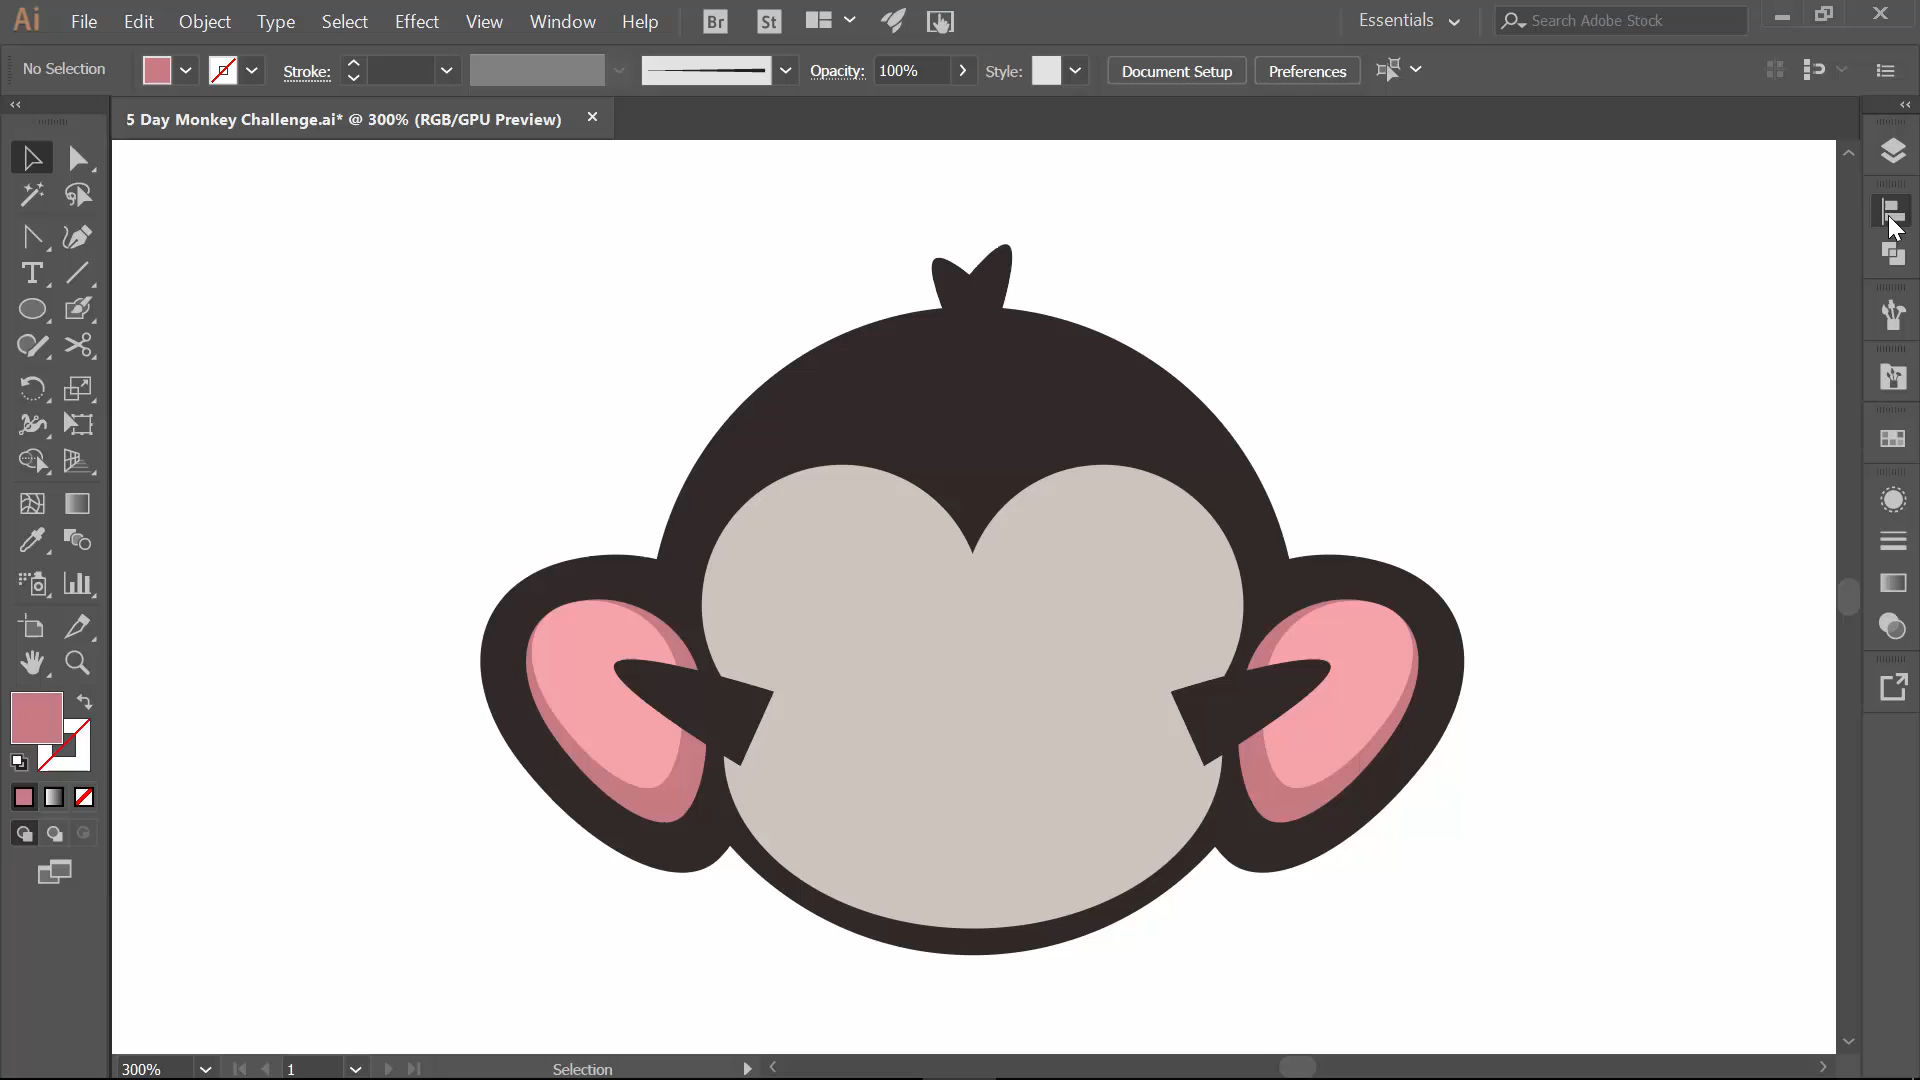 Ai File Edit Object Type Select Effect View Window Help Br St Essentials Search Adobe Stock
No Selection Stroke: Opacity: 100% Style: Document Setup Preferences
5 Day Monkey Challenge.ai* @ 300% (RGB/GPU Preview)
300% 1 Selection